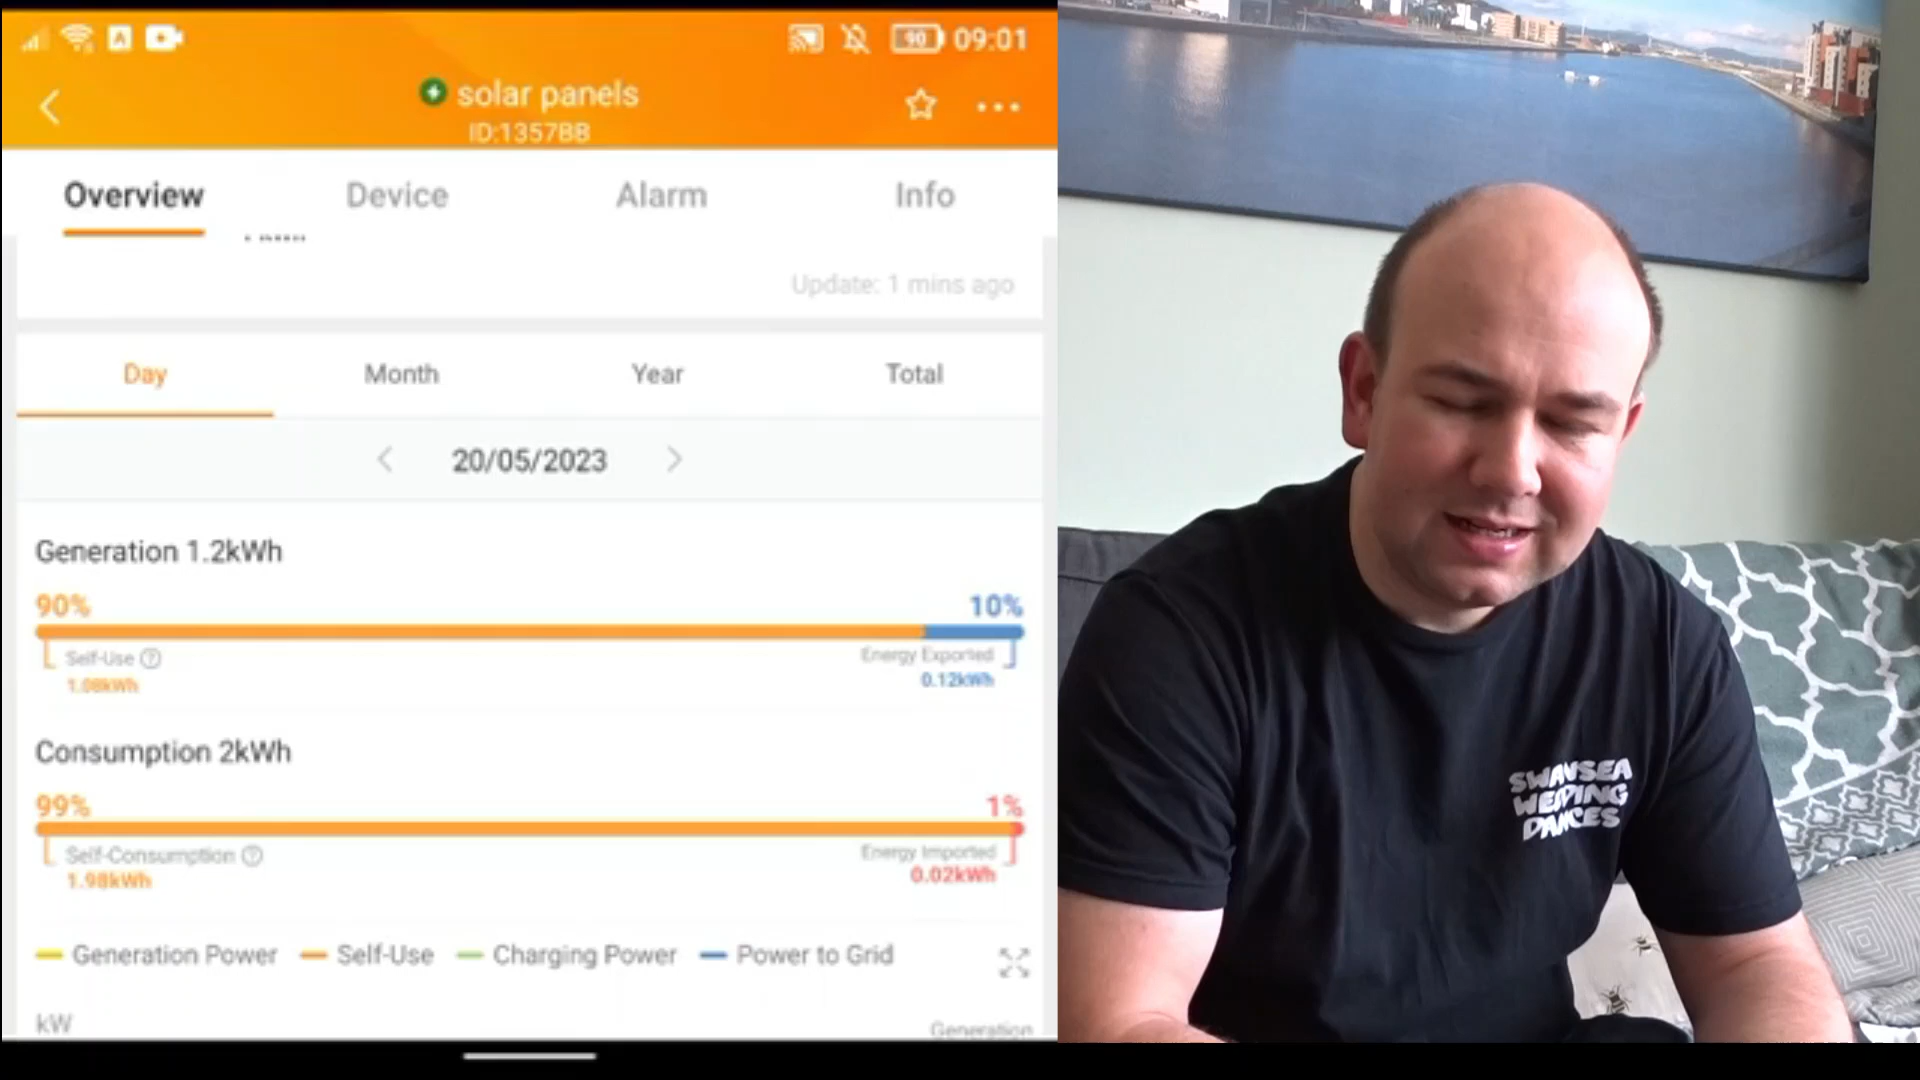 09:01
90
solar panels
ID:1357BB
Overview Device Alarm Info
Update: 1 mins ago
Day Month Year Total
20/05/2023
Generation 1.2kWh
90% 10%
Self-Use Energy Exported
1.08kWh 0.12kWh
Consumption 2kWh
99% 1%
Self-Consumption Energy Imported
1.98kWh 0.02kWh
Generation Power Self-Use Charging Power Power to Grid
kW Generation
SWANSEA
WEDDING
DANCES